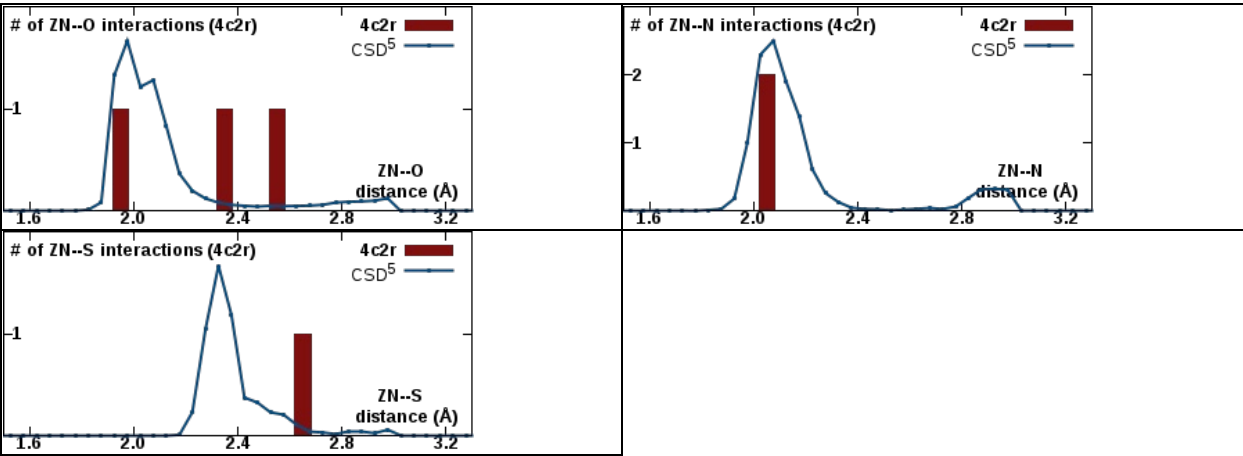 # of ZN--O interactions (4c2r)
4c2r
CSD5
1
ZN--O
distance (Å)
1.6 2.0 2.4 2.8 3.2
# of ZN--N interactions (4c2r)
4c2r
CSD5
2
1
ZN--N
distance (Å)
1.6 2.0 2.4 2.8 3.2
# of ZN--S interactions (4c2r)
4c2r
CSD5
1
ZN--S
distance (Å)
1.6 2.0 2.4 2.8 3.2